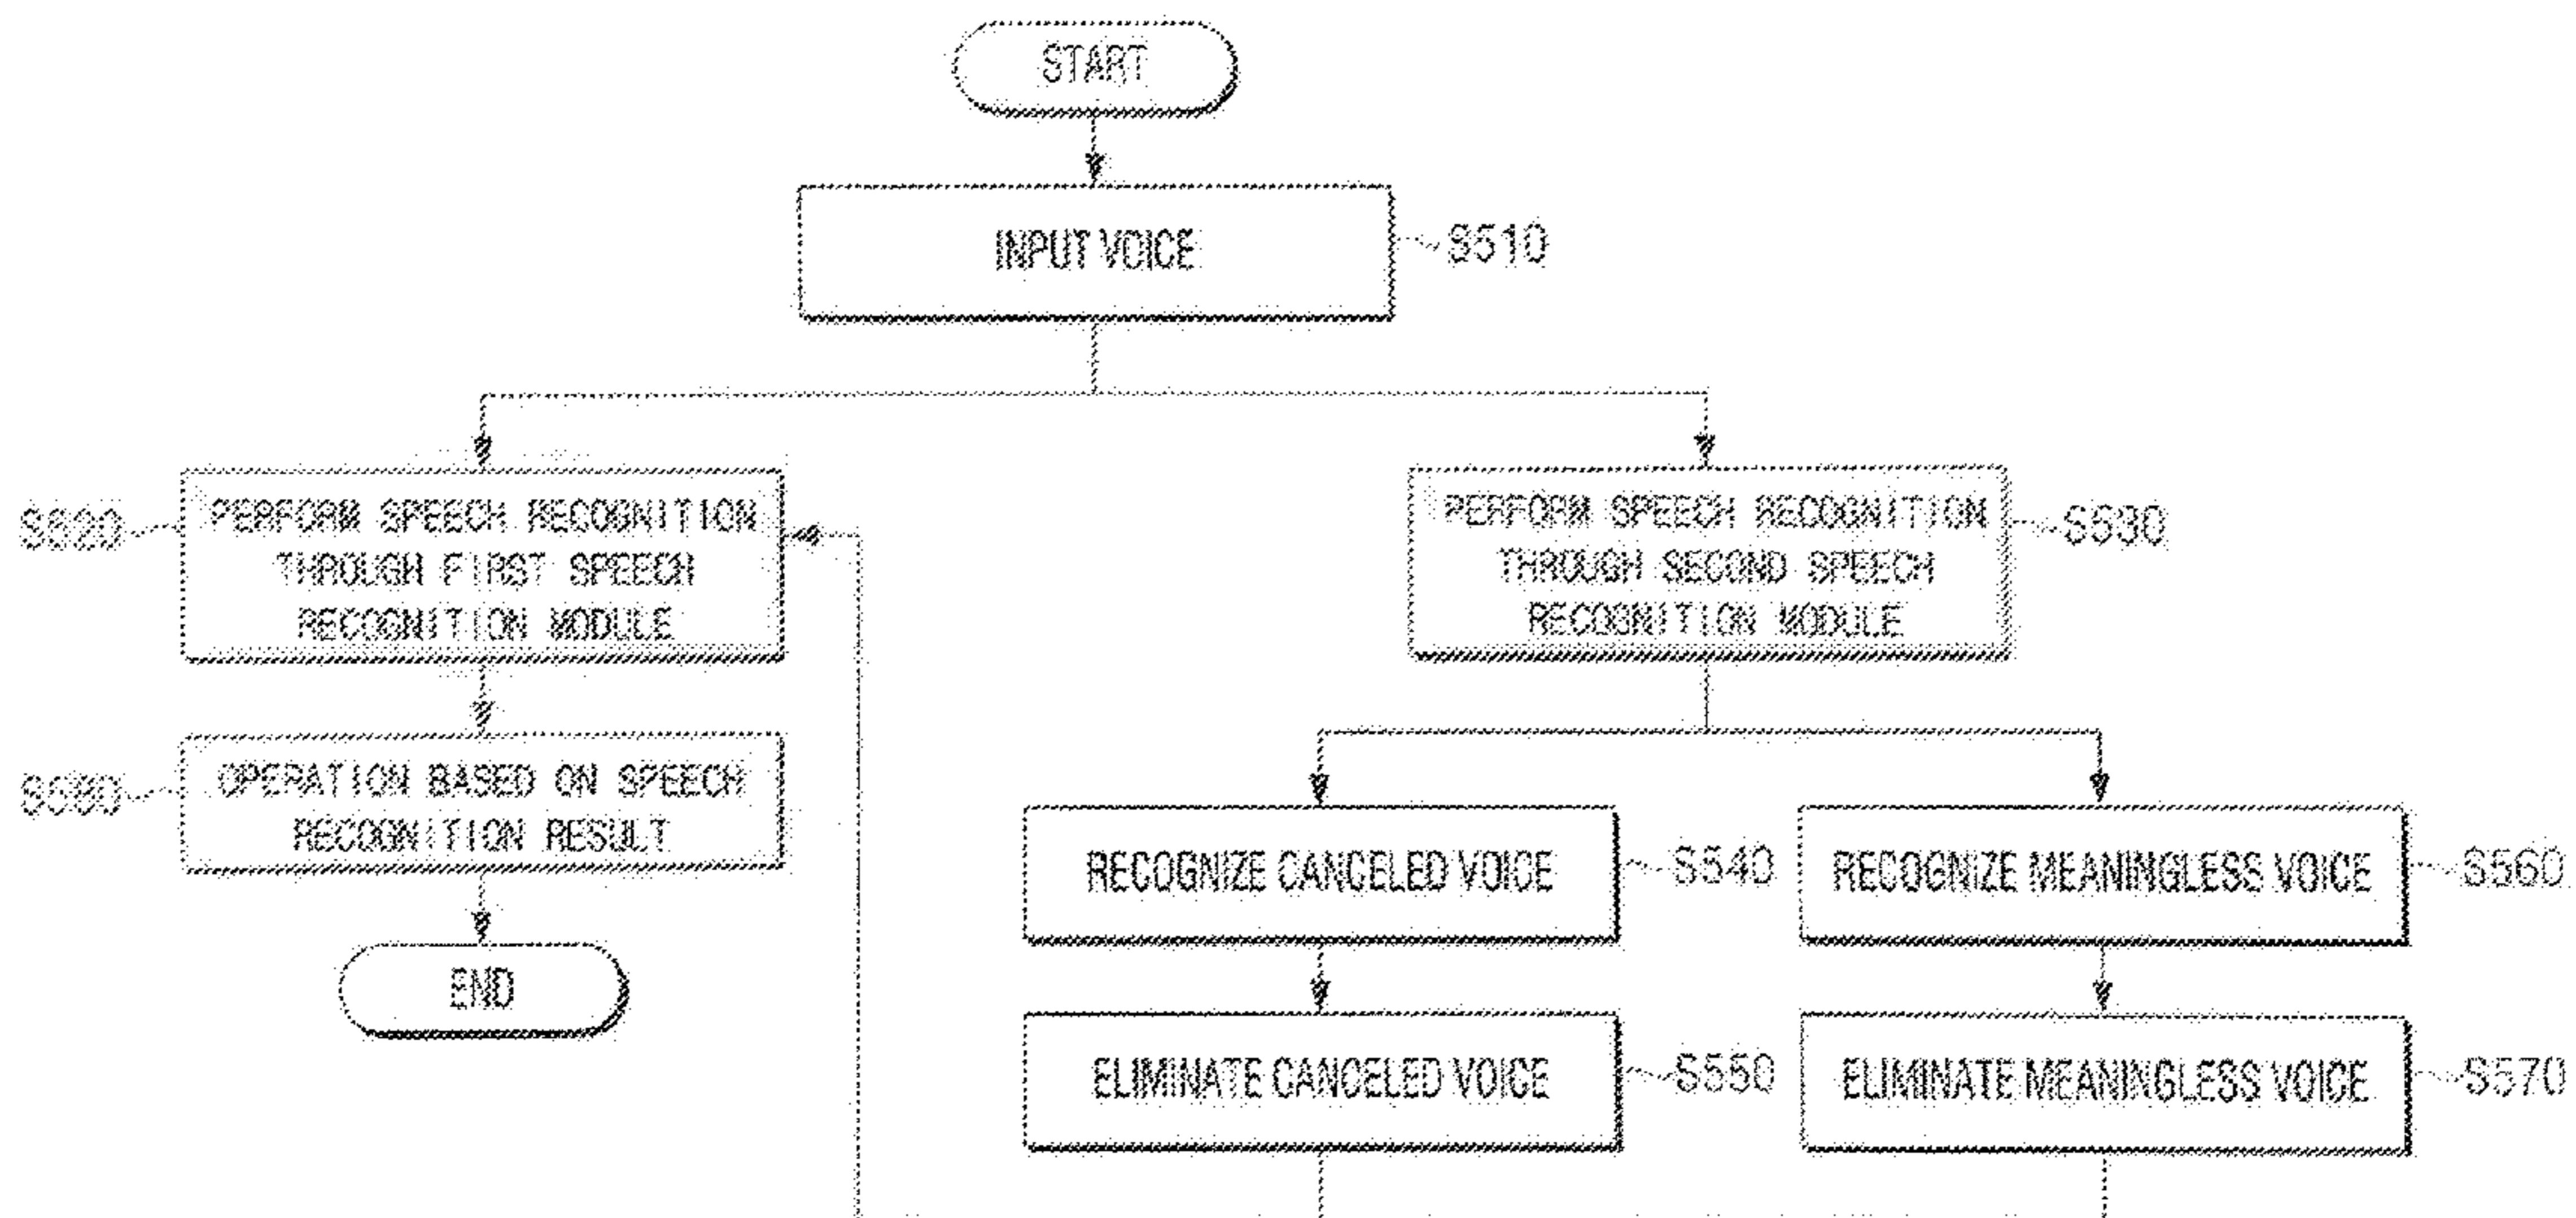 START
INPUT VOICE
S510
S520
PERFORM SPEECH RECOGNITION
THROUGH FIRST SPEECH
RECOGNITION MODULE
PERFORM SPEECH RECOGNITION
THROUGH SECOND SPEECH
RECOGNITION MODULE
S530
S580
OPERATION BASED ON SPEECH
RECOGNITION RESULT
RECOGNIZE CANCELED VOICE
S540
RECOGNIZE MEANINGLESS VOICE
S560
END
ELIMINATE CANCELED VOICE
S550
ELIMINATE MEANINGLESS VOICE
S570